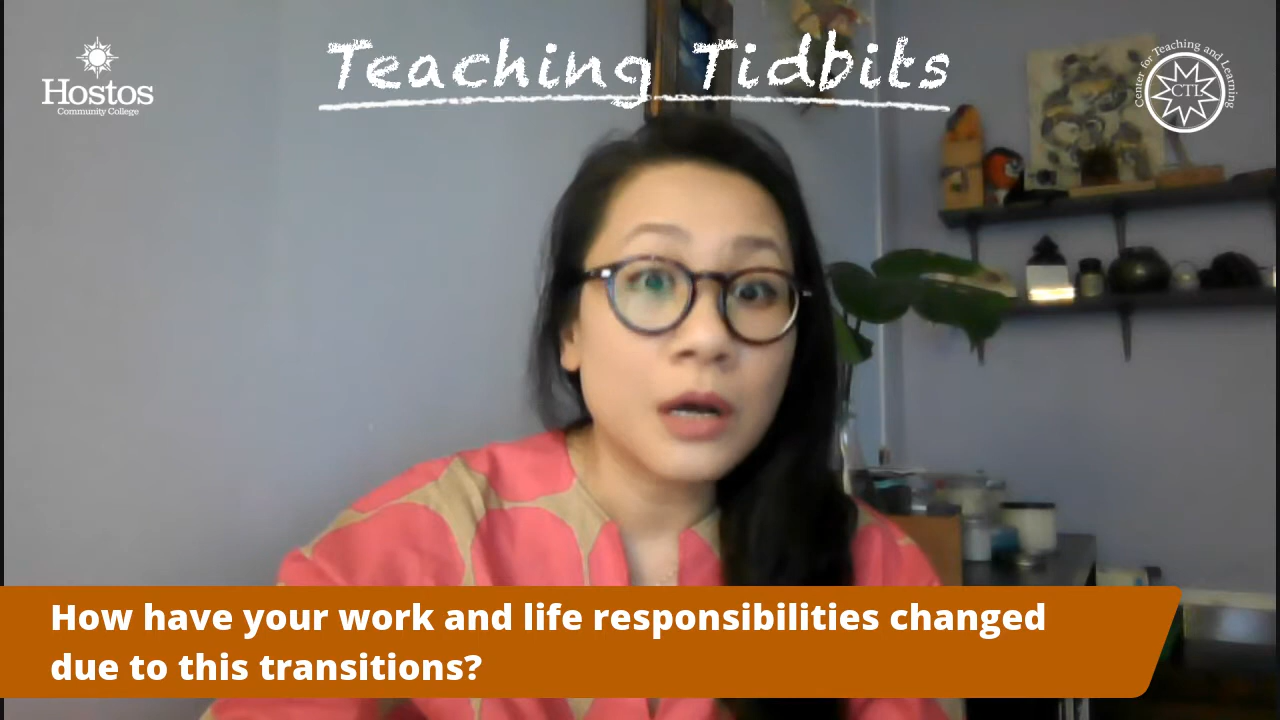 Teaching Tidbits
Hostos
Community College
Center for Teaching and Learning
CTL
How have your work and life responsibilities changed
due to this transitions?